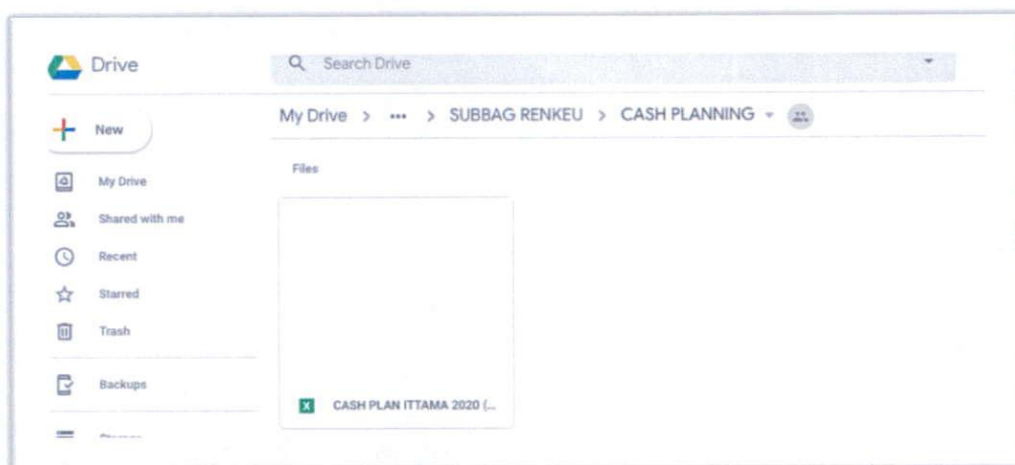 Drive
Search Drive
New
My Drive > ... > SUBBAG RENKEU > CASH PLANNING
Files
My Drive
Shared with me
Recent
Starred
Trash
Backups
CASH PLAN ITTAMA 2020 (...